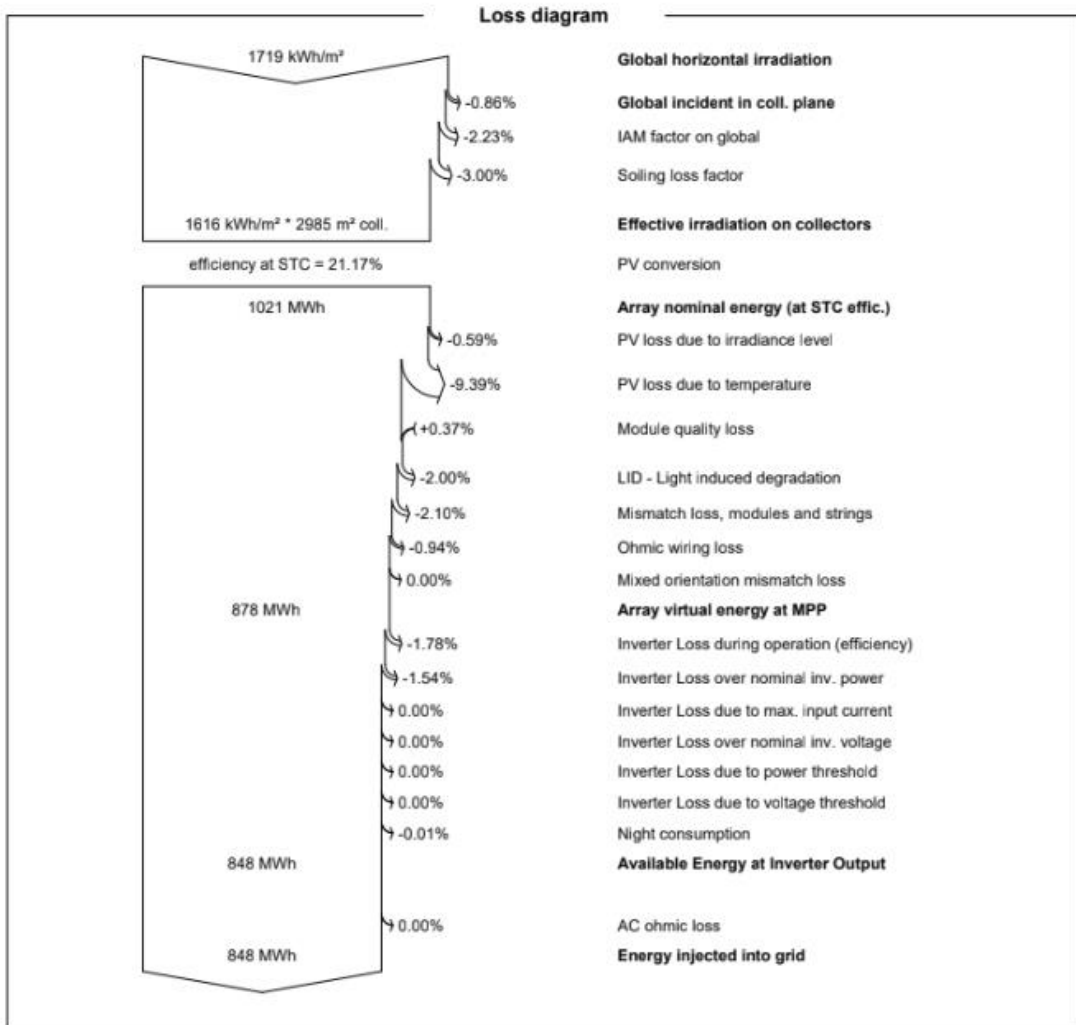 Loss diagram
1719 kWh/m² Global horizontal irradiation
-0.86% Global incident in coll. plane
-2.23% IAM factor on global
-3.00% Soiling loss factor
1616 kWh/m² * 2985 m² coll. Effective irradiation on collectors
efficiency at STC = 21.17% PV conversion
1021 MWh Array nominal energy (at STC effic.)
-0.59% PV loss due to irradiance level
-9.39% PV loss due to temperature
+0.37% Module quality loss
-2.00% LID - Light induced degradation
-2.10% Mismatch loss, modules and strings
-0.94% Ohmic wiring loss
0.00% Mixed orientation mismatch loss
878 MWh Array virtual energy at MPP
-1.78% Inverter Loss during operation (efficiency)
-1.54% Inverter Loss over nominal inv. power
0.00% Inverter Loss due to max. input current
0.00% Inverter Loss over nominal inv. voltage
0.00% Inverter Loss due to power threshold
0.00% Inverter Loss due to voltage threshold
-0.01% Night consumption
848 MWh Available Energy at Inverter Output
0.00% AC ohmic loss
848 MWh Energy injected into grid